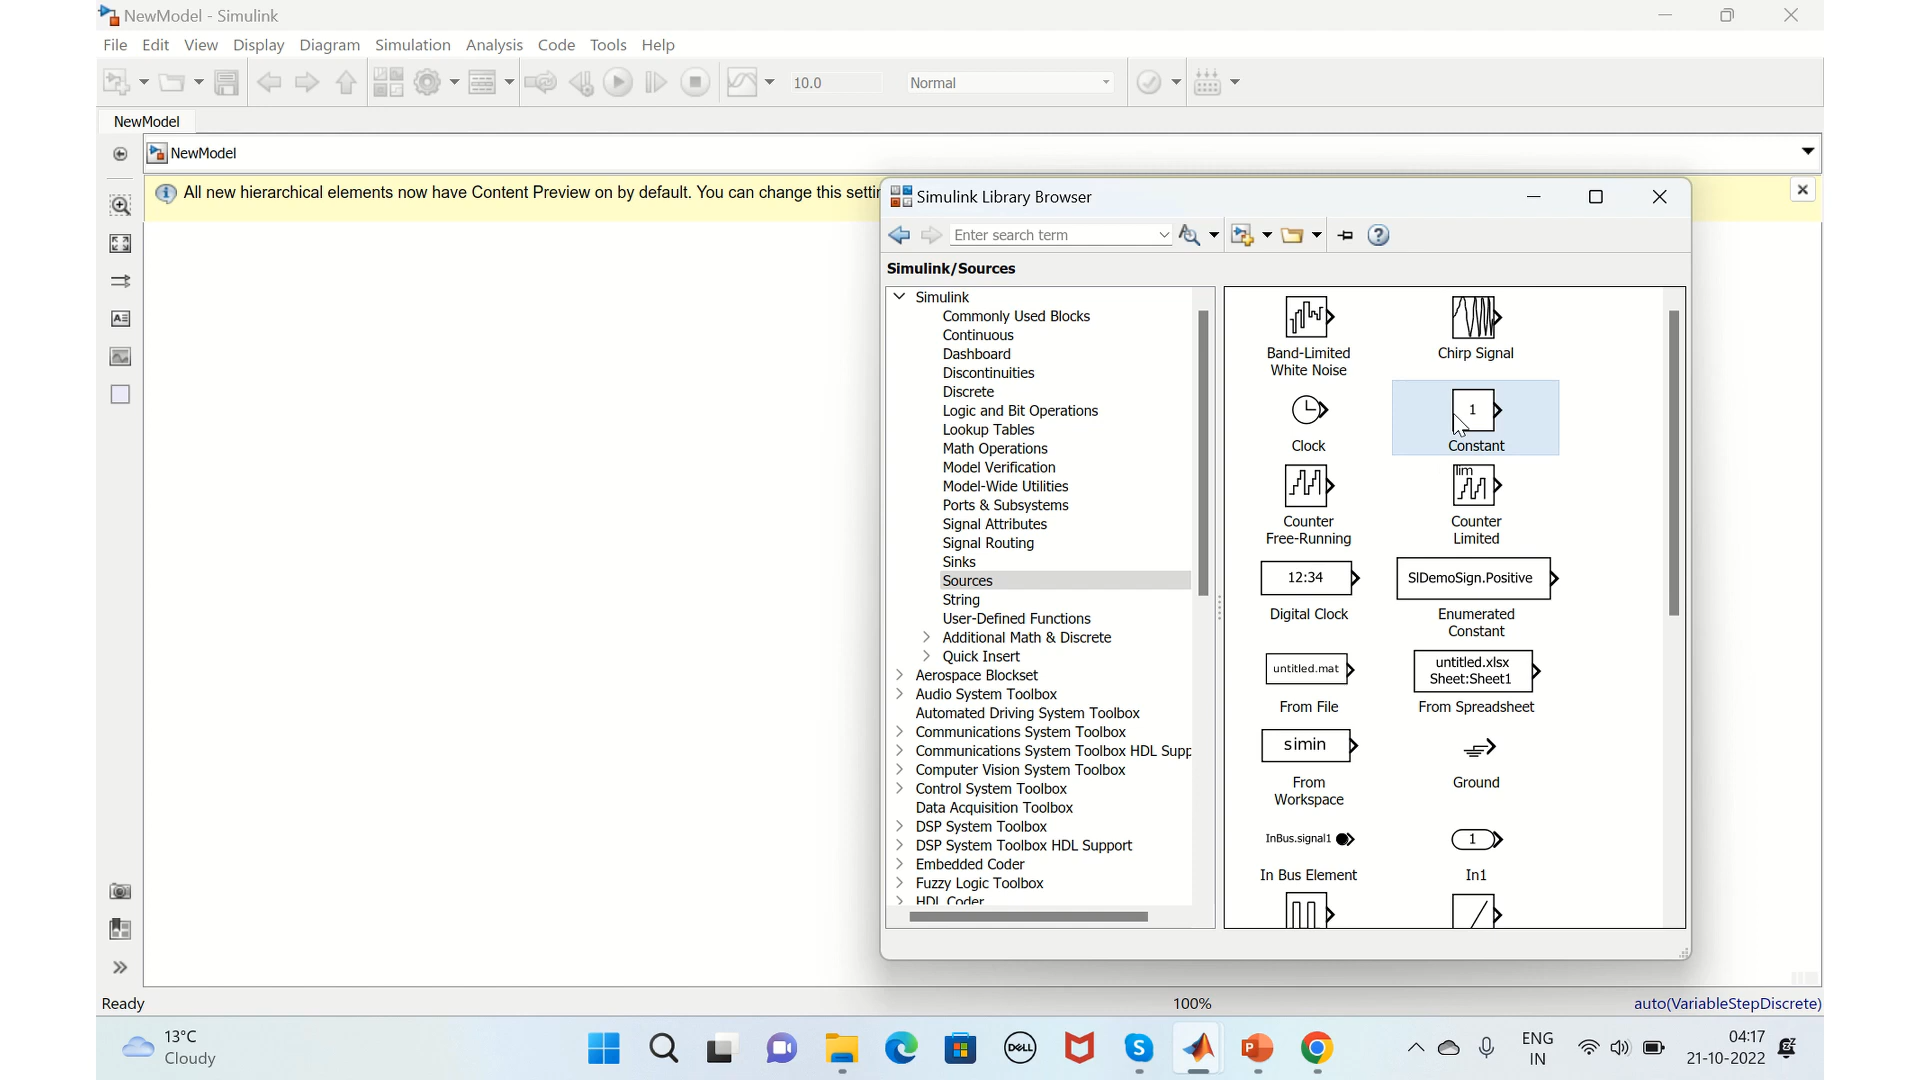 NewModel - Simulink
File Edit View Display Diagram Simulation Analysis Code Tools Help
10.0 Normal
NewModel
NewModel
All new hierarchical elements now have Content Preview on by default. You can change this
Simulink Library Browser
Enter search term
Simulink/Sources
Simulink
Commonly Used Blocks
Continuous
Dashboard
Discontinuities
Discrete
Logic and Bit Operations
Lookup Tables
Math Operations
Model Verification
Model-Wide Utilities
Ports & Subsystems
Signal Attributes
Signal Routing
Sinks
Sources
String
User-Defined Functions
Additional Math & Discrete
Quick Insert
Aerospace Blockset
Audio System Toolbox
Automated Driving System Toolbox
Communications System Toolbox
Communications System Toolbox HDL Supp
Computer Vision System Toolbox
Control System Toolbox
Data Acquisition Toolbox
DSP System Toolbox
DSP System Toolbox HDL Support
Embedded Coder
Fuzzy Logic Toolbox
HDL Coder
Band-Limited
White Noise
Chirp Signal
Clock
1
Constant
Counter
Free-Running
lim
Counter
Limited
12:34
Digital Clock
SlDemoSign.Positive
Enumerated
Constant
untitled.mat
From File
untitled.xlsx
Sheet:Sheet1
From Spreadsheet
simin
From
Workspace
Ground
InBus.signal1
In Bus Element
1
In1
Ready
100%
auto(VariableStepDiscrete)
13°C
Cloudy
DELL
ENG
IN
04:17
21-10-2022